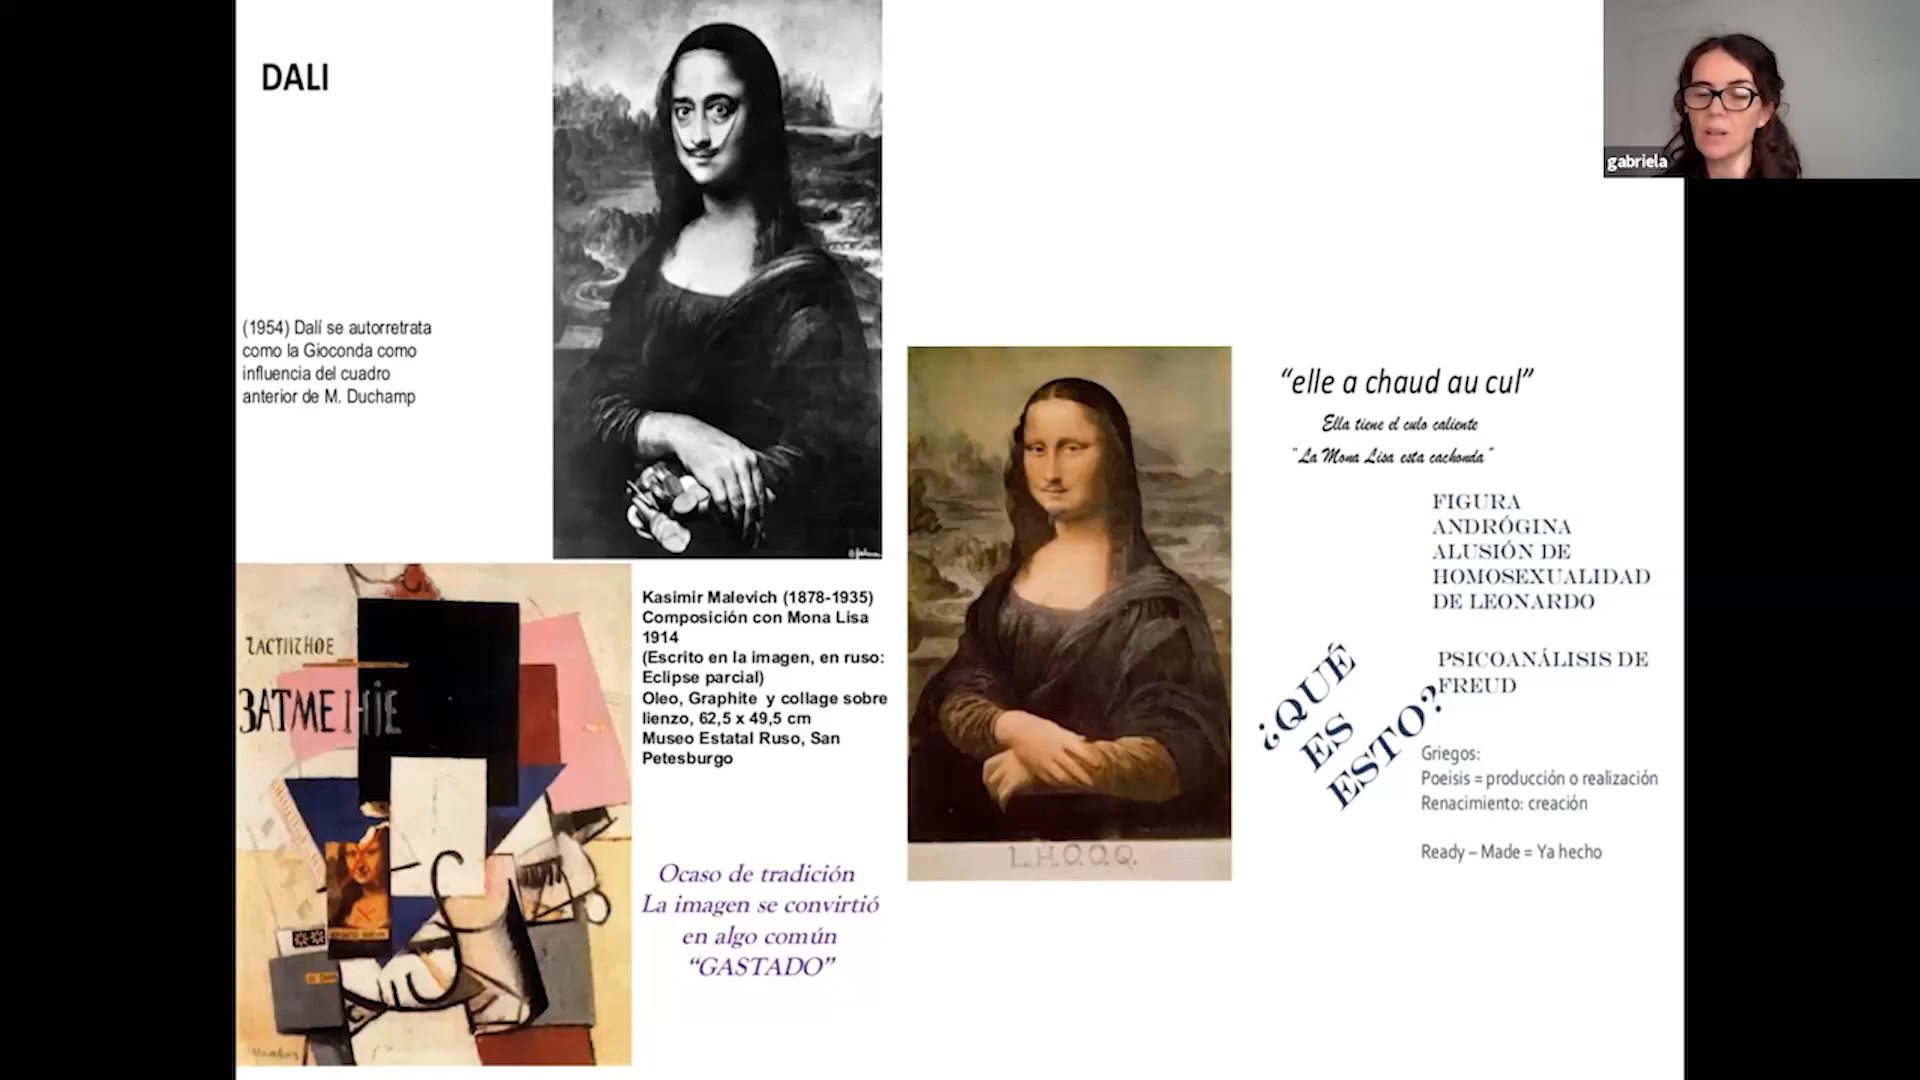 DALI
gabriela
(1954) Dalí se autorretrata
como la Gioconda como
influencia del cuadro
anterior de M. Duchamp
ЗАТМЕНІЕ
Kasimir Malevich (1878-1935)
Composición con Mona Lisa
1914
(Escrito en la imagen, en ruso:
Eclipse parcial)
Oleo, Graphite y collage sobre
lienzo, 62,5 x 49,5 cm
Museo Estatal Ruso, San
Petesburgo
Ocaso de tradición
La imagen se convirtió
en algo común
“GASTADO”
L.H.O.O.Q.
“elle a chaud au cul”
Ella tiene el culo caliente
“La Mona Lisa esta cachonda”
FIGURA
ANDRÓGINA
ALUSIÓN DE
HOMOSEXUALIDAD
DE LEONARDO
PSICOANÁLISIS DE
FREUD
¿QUÉ
ES
ESTO?
Griegos:
Poeisis = producción o realización
Renacimiento: creación
Ready – Made = Ya hecho